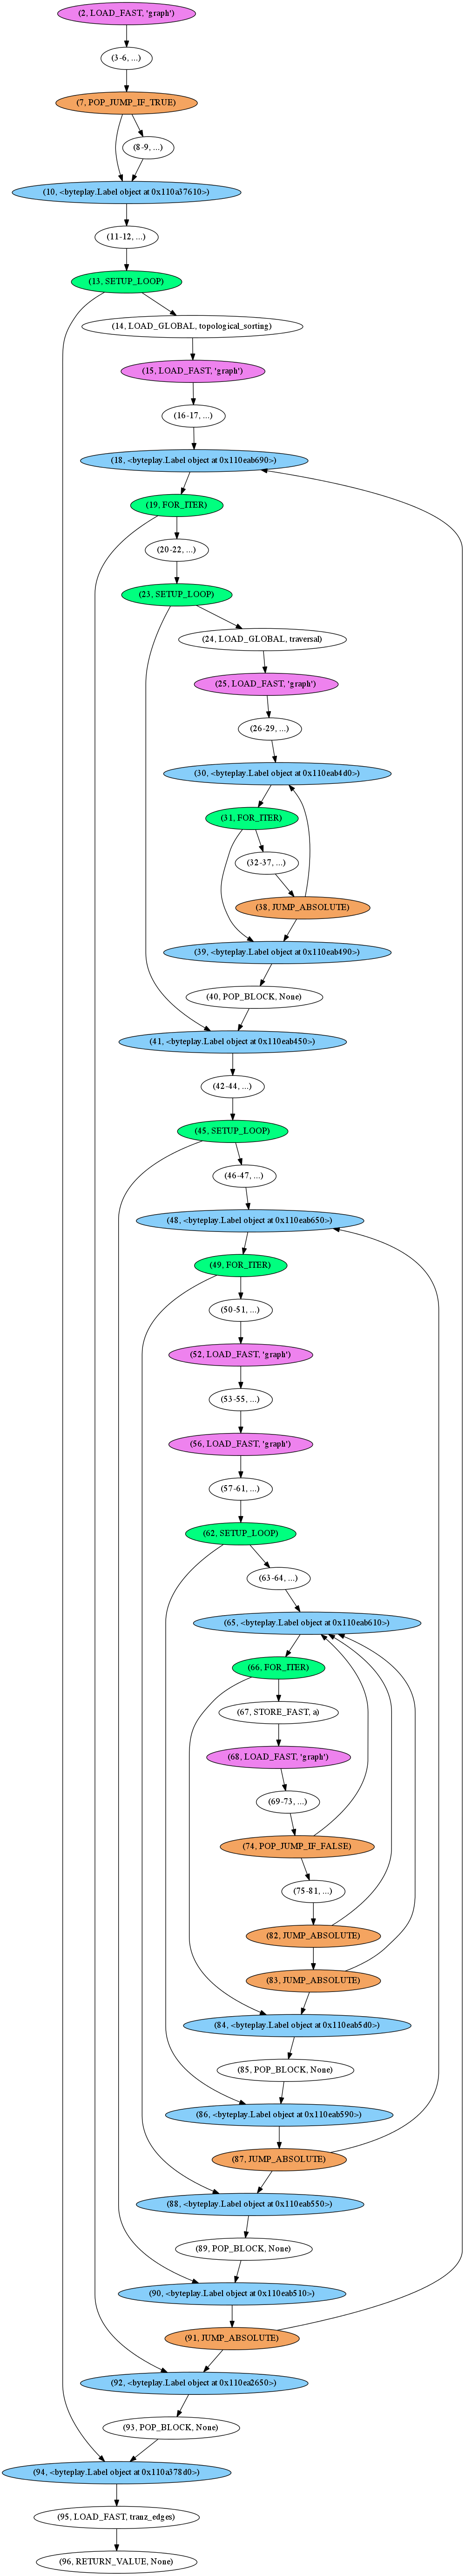 (2, LOAD_FAST, 'graph')
(3-6, ...)
(7, POP_JUMP_IF_TRUE)
(8-9, ...)
(10, <byteplay.Label object at 0x110a37610>)
(11-12, ...)
(13, SETUP_LOOP)
(14, LOAD_GLOBAL, topological_sorting)
(15, LOAD_FAST, 'graph')
(16-17, ...)
(18, <byteplay.Label object at 0x110eab690>)
(19, FOR_ITER)
(20-22, ...)
(23, SETUP_LOOP)
(24, LOAD_GLOBAL, traversal)
(25, LOAD_FAST, 'graph')
(26-29, ...)
(30, <byteplay.Label object at 0x110eab4d0>)
(31, FOR_ITER)
(32-37, ...)
(38, JUMP_ABSOLUTE)
(39, <byteplay.Label object at 0x110eab490>)
(40, POP_BLOCK, None)
(41, <byteplay.Label object at 0x110eab450>)
(42-44, ...)
(45, SETUP_LOOP)
(46-47, ...)
(48, <byteplay.Label object at 0x110eab650>)
(49, FOR_ITER)
(50-51, ...)
(52, LOAD_FAST, 'graph')
(53-55, ...)
(56, LOAD_FAST, 'graph')
(57-61, ...)
(62, SETUP_LOOP)
(63-64, ...)
(65, <byteplay.Label object at 0x110eab610>)
(66, FOR_ITER)
(67, STORE_FAST, a)
(68, LOAD_FAST, 'graph')
(69-73, ...)
(74, POP_JUMP_IF_FALSE)
(75-81, ...)
(82, JUMP_ABSOLUTE)
(83, JUMP_ABSOLUTE)
(84, <byteplay.Label object at 0x110eab5d0>)
(85, POP_BLOCK, None)
(86, <byteplay.Label object at 0x110eab590>)
(87, JUMP_ABSOLUTE)
(88, <byteplay.Label object at 0x110eab550>)
(89, POP_BLOCK, None)
(90, <byteplay.Label object at 0x110eab510>)
(91, JUMP_ABSOLUTE)
(92, <byteplay.Label object at 0x110ea2650>)
(93, POP_BLOCK, None)
(94, <byteplay.Label object at 0x110a378d0>)
(95, LOAD_FAST, tranz_edges)
(96, RETURN_VALUE, None)